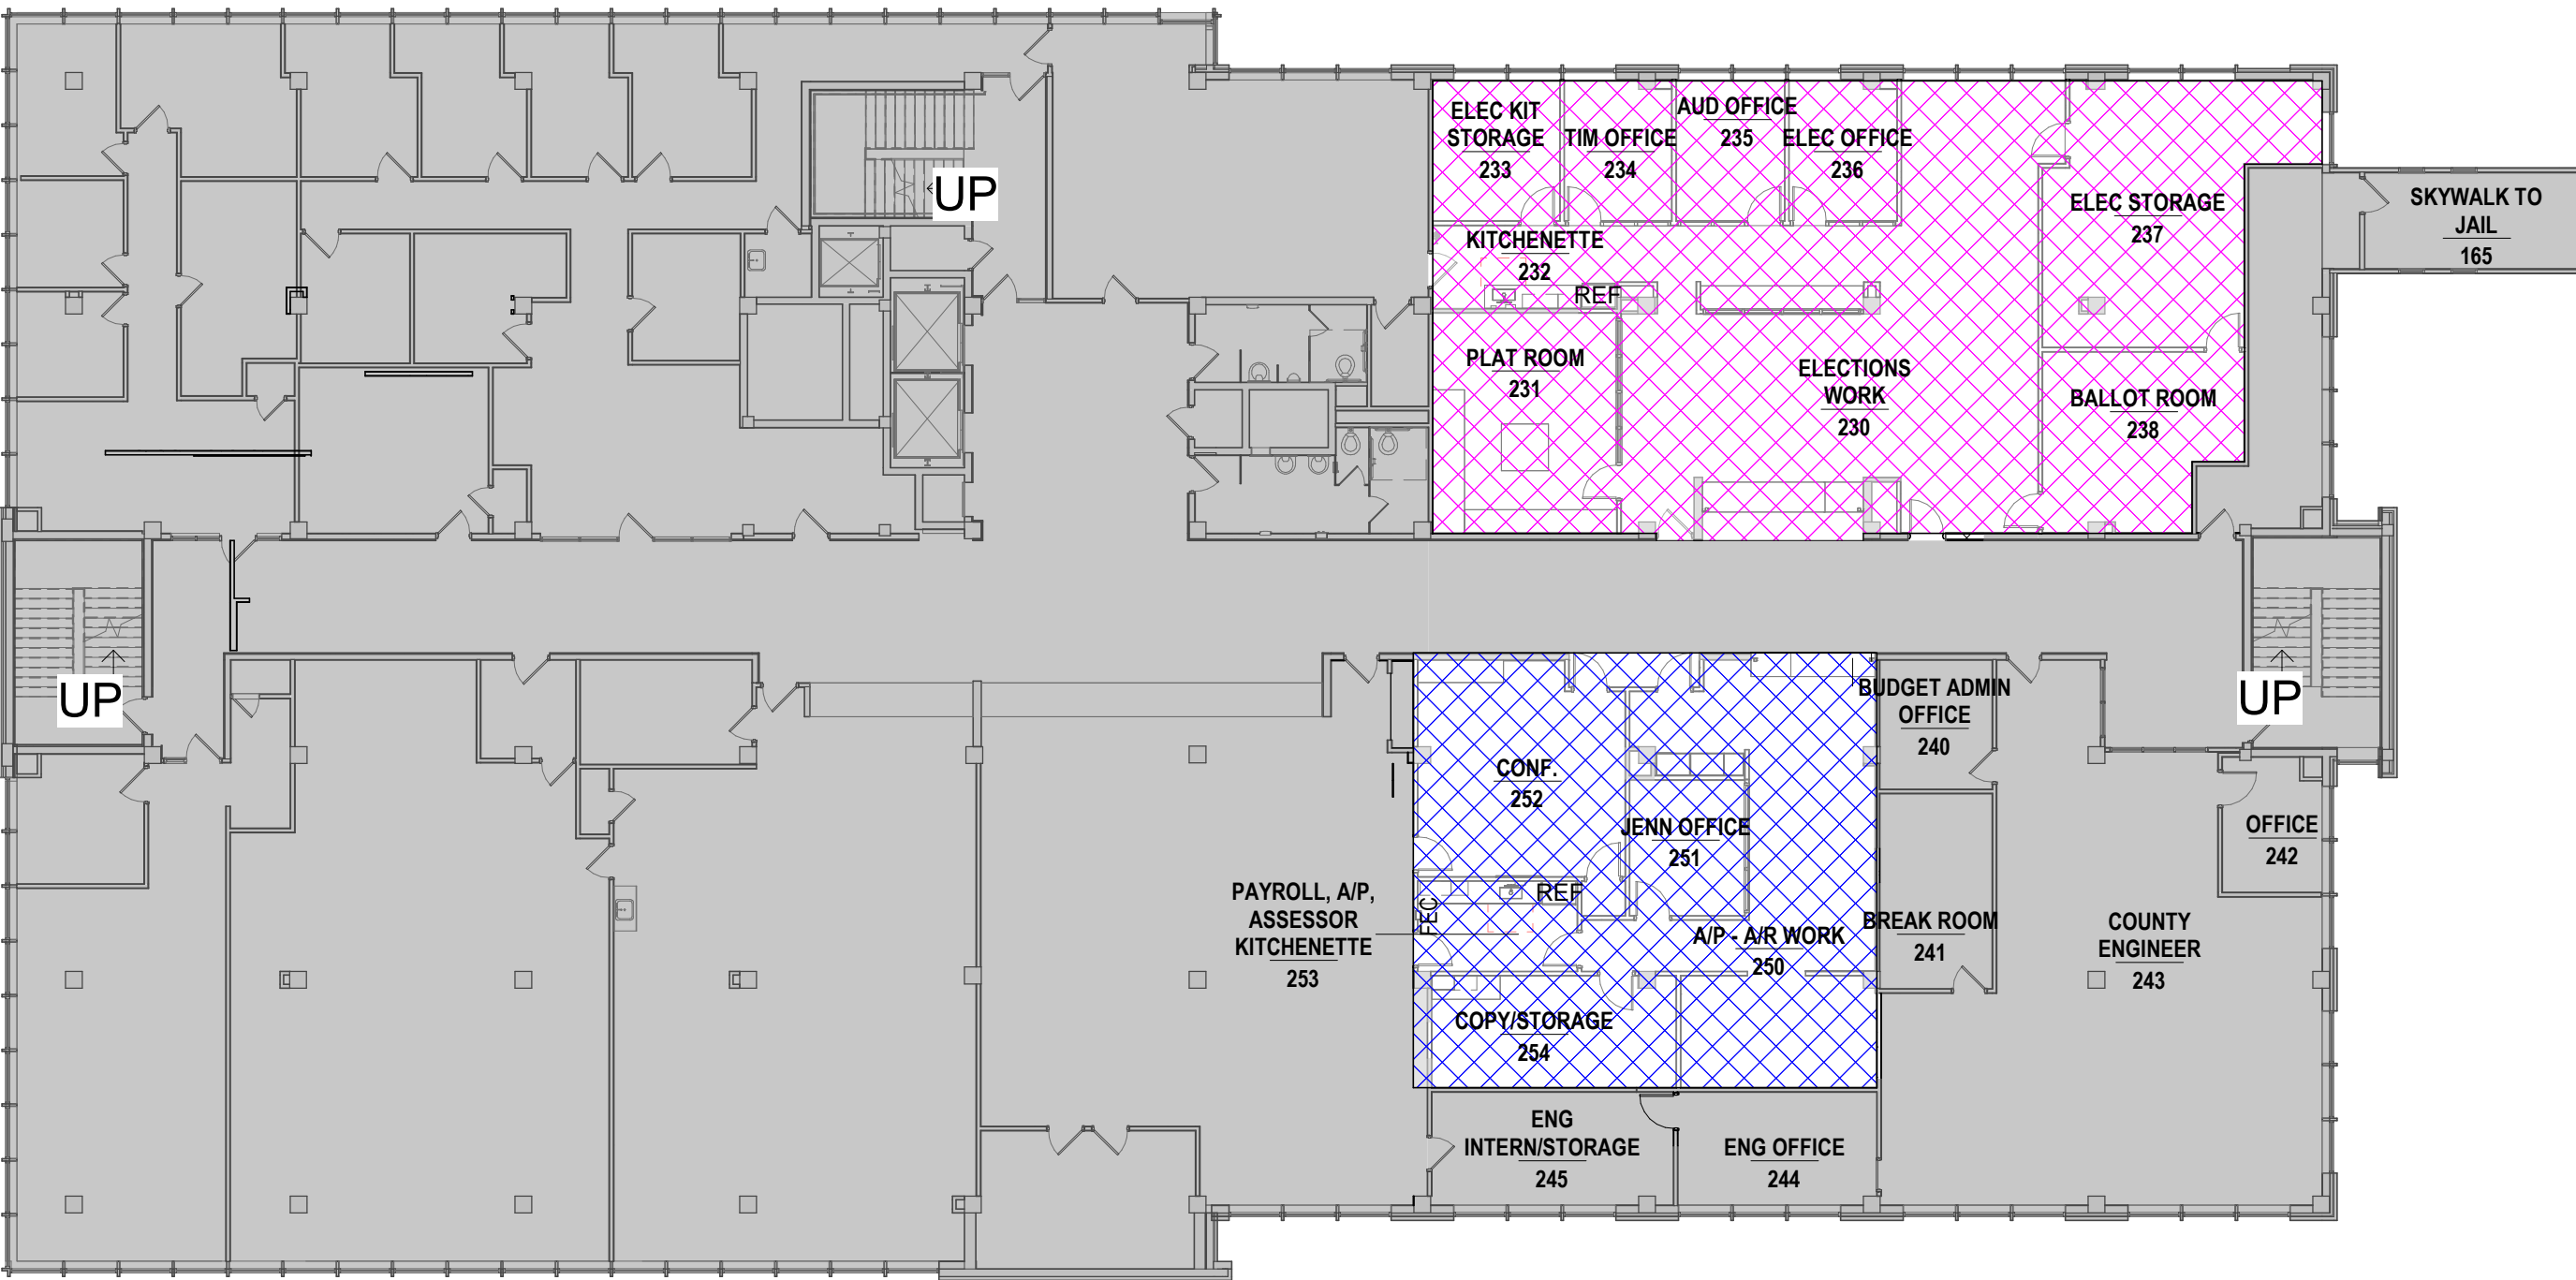 ELEC KIT
STORAGE
233
TIM OFFICE
234
AUD OFFICE
235
ELEC OFFICE
236
UP
ELEC STORAGE
237
SKYWALK TO
JAIL
165
KITCHENETTE
232
REF
PLAT ROOM
231
ELECTIONS
WORK
230
BALLOT ROOM
238
UP
BUDGET ADMIN
OFFICE
240
UP
CONF.
252
JENN OFFICE
251
OFFICE
242
PAYROLL, A/P,
ASSESSOR
KITCHENETTE
253
FEC
REF
A/P - A/R WORK
250
BREAK ROOM
241
COUNTY
ENGINEER
243
COPY/STORAGE
254
ENG
INTERN/STORAGE
245
ENG OFFICE
244